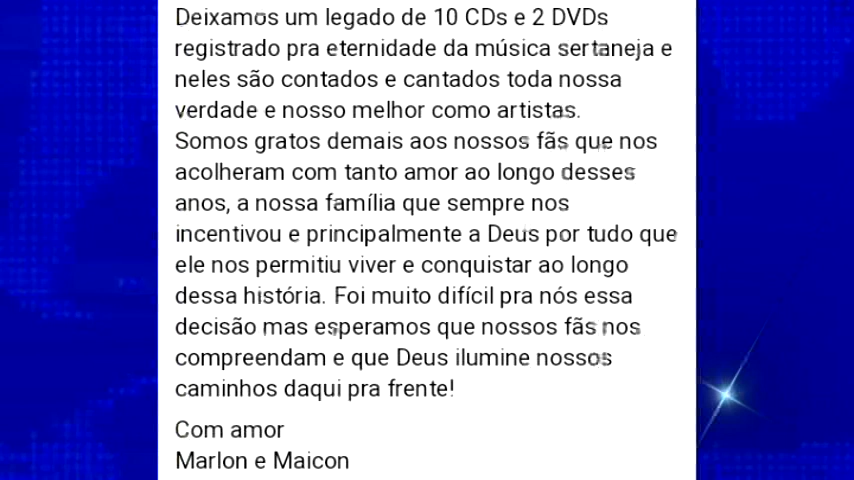 Deixamos um legado de 10 CDs e 2 DVDs
registrado pra eternidade da música sertaneja e
neles são contados e cantados toda nossa
verdade e nosso melhor como artistas.
Somos gratos demais aos nossos fãs que nos
acolheram com tanto amor ao longo desses
anos, a nossa família que sempre nos
incentivou e principalmente a Deus por tudo que
ele nos permitiu viver e conquistar ao longo
dessa história. Foi muito difícil pra nós essa
decisão mas esperamos que nossos fãs nos
compreendam e que Deus ilumine nossos
caminhos daqui pra frente!
Com amor
Marlon e Maicon